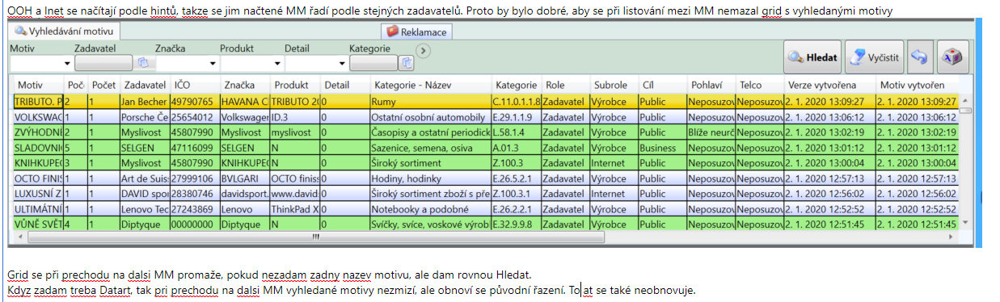 OOH a Inet se načítají podle hintů, takze se jim načtené MM řadí podle stejných zadavatelů. Proto by bylo dobré, aby se při listování mezi MM nemazal grid s vyhledanými motivy
Vyhledávání motivu Reklamace
Motiv Zadavatel Značka Produkt Detail Kategorie
Hledat Vyčistit
Motiv Poč Počet Zadavatel IČO Značka Produkt Detail Kategorie - Název Kategorie Role Subrole Cíl Pohlaví Telco Verze vytvořena Motiv vytvořen
TRIBUTO. P 2 1 Jan Becher 49790765 HAVANA C TRIBUTO 20 0 Rumy C.11.0.1.1.8 Zadavatel Výrobce Public Neposuzov Neposuzov 2. 1. 2020 13:09:27 2. 1. 2020 13:09:27
VOLKSWAG 1 1 Porsche Če 25654012 Volkswagen ID.3 0 Ostatní osobní automobily E.29.1.1.9 Zadavatel Výrobce Public Neposuzov Neposuzov 2. 1. 2020 13:06:12 2. 1. 2020 13:06:12
ZVÝHODNĚ 2 1 Myslivost 45807990 Myslivost myslivost 0 Časopisy a ostatní periodick L.58.1.4 Zadavatel Výrobce Public Blíže neurč Neposuzov 2. 1. 2020 13:02:19 2. 1. 2020 13:02:19
SLADOVNIC 5 1 SELGEN 47116099 SELGEN N 0 Sazenice, semena, osiva A.01.3 Zadavatel Výrobce Business Neposuzov Neposuzov 2. 1. 2020 13:01:12 2. 1. 2020 13:01:12
KNIHKUPEC 3 1 Myslivost 45807990 KNIHKUPEC N 0 Široký sortiment Z.100.3 Zadavatel Internet Public Neposuzov Neposuzov 2. 1. 2020 13:00:04 2. 1. 2020 13:00:04
OCTO FINIS 1 1 Art de Suiss 27999106 BVLGARI OCTO finiss 0 Hodiny, hodinky E.26.5.2.1 Zadavatel Výrobce Public Neposuzov Neposuzov 2. 1. 2020 12:57:13 2. 1. 2020 12:57:13
LUXUSNÍ Z 1 1 DAVID spor 28380746 davidsport. www.david 0 Široký sortiment zboží s pře Z.100.3.1 Zadavatel Internet Public Neposuzov Neposuzov 2. 1. 2020 12:56:02 2. 1. 2020 12:56:02
ULTIMÁTNÍ 1 1 Lenovo Tec 27243869 Lenovo ThinkPad X 0 Notebooky a podobné E.26.2.2.1 Zadavatel Výrobce Public Neposuzov Neposuzov 2. 1. 2020 12:52:52 2. 1. 2020 12:52:52
VŮNĚ SVĚT 4 1 Diptyque 00000000 Diptyque N 0 Svíčky, svíce, voskové výrob E.32.9.9.8 Zadavatel Výrobce Public Neposuzov Neposuzov 2. 1. 2020 12:51:45 2. 1. 2020 12:51:45
Grid se při prechodu na dalsi MM promaže, pokud nezadam zadny nazev motivu, ale dam rovnou Hledat.
Kdyz zadam treba Datart, tak pri prechodu na dalsi MM vyhledané motivy nezmizí, ale obnoví se původní řazení. To at se také neobnovuje.